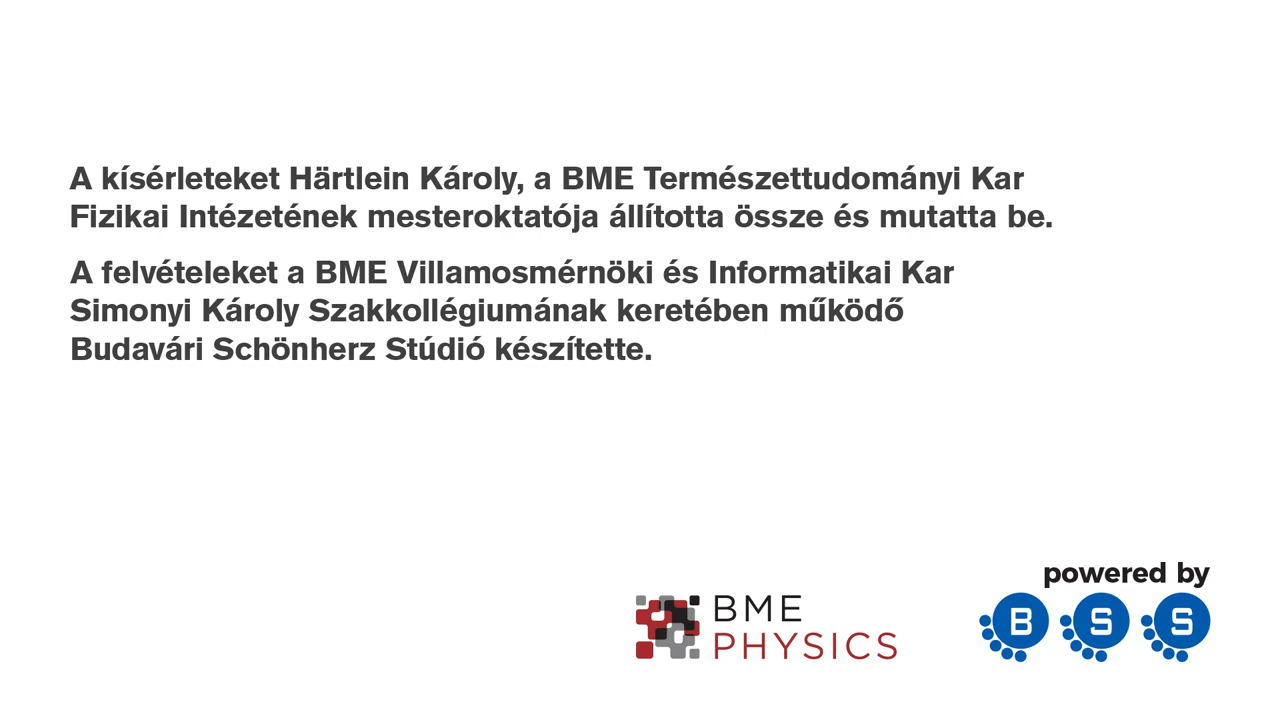 A kísérleteket Härtlein Károly, a BME Természettudományi Kar
Fizikai Intézetének mesteroktatója állította össze és mutatta be.
A felvételeket a BME Villamosmérnöki és Informatikai Kar
Simonyi Károly Szakkollégiumának keretében működő
Budavári Schönherz Stúdió készítette.
BME
PHYSICS
powered by
BSS